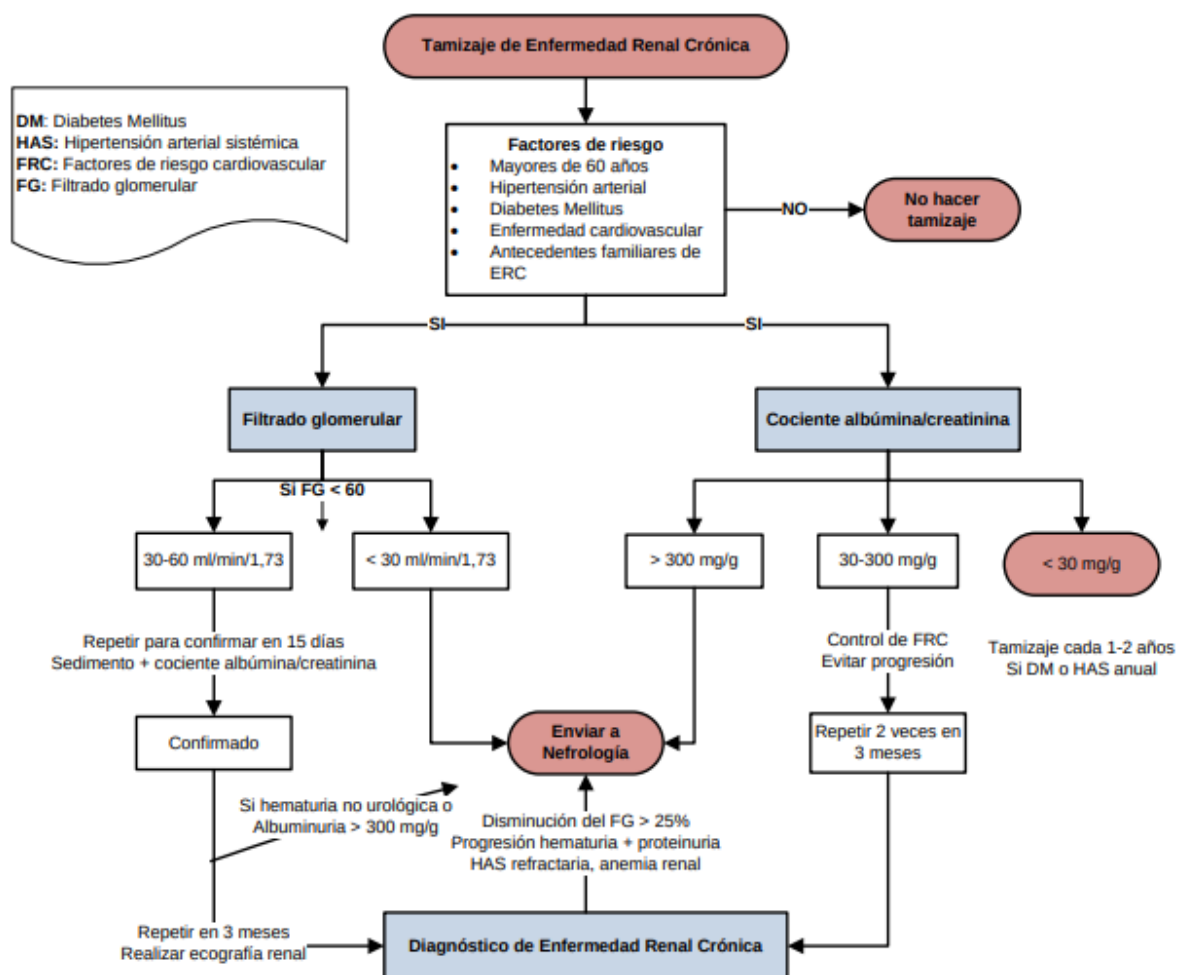 Tamizaje de Enfermedad Renal Crónica
DM: Diabetes Mellitus
HAS: Hipertensión arterial sistémica
FRC: Factores de riesgo cardiovascular
FG: Filtrado glomerular
Factores de riesgo
• Mayores de 60 años
• Hipertensión arterial
• Diabetes Mellitus
• Enfermedad cardiovascular
• Antecedentes familiares de
ERC
NO
No hacer
tamizaje
SI
SI
Filtrado glomerular
Cociente albúmina/creatinina
Si FG < 60
30-60 ml/min/1,73
< 30 ml/min/1,73
> 300 mg/g
30-300 mg/g
< 30 mg/g
Repetir para confirmar en 15 días
Sedimento + cociente albúmina/creatinina
Control de FRC
Evitar progresión
Tamizaje cada 1-2 años
Si DM o HAS anual
Confirmado
Enviar a
Nefrología
Repetir 2 veces en
3 meses
Si hematuria no urológica o
Albuminuria > 300 mg/g
Disminución del FG > 25%
Progresión hematuria + proteinuria
HAS refractaria, anemia renal
Repetir en 3 meses
Realizar ecografía renal
Diagnóstico de Enfermedad Renal Crónica